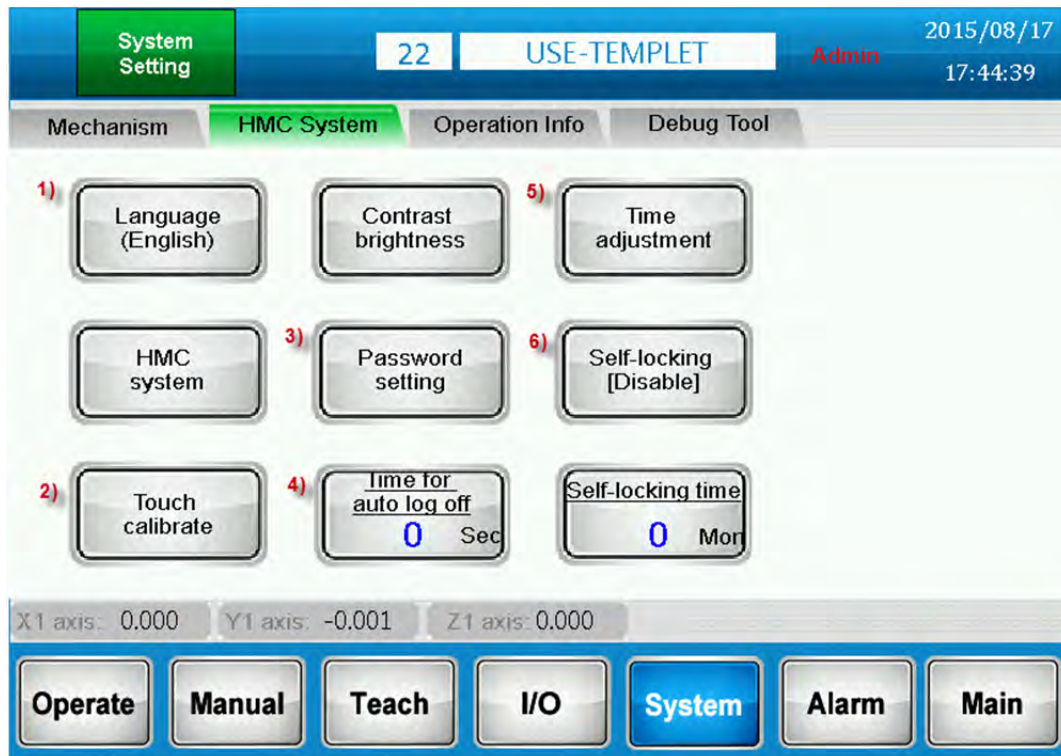 System
Setting
22
USE-TEMPLET
Admin
2015/08/17
17:44:39
Mechanism
HMC System
Operation Info
Debug Tool
1)
Language
(English)
Contrast
brightness
5)
Time
adjustment
HMC
system
3)
Password
setting
6)
Self-locking
[Disable]
2)
Touch
calibrate
4)
Time for
auto log off
0 Sec
Self-locking time
0 Mon
X1 axis: 0.000
Y1 axis: -0.001
Z1 axis: 0.000
Operate
Manual
Teach
I/O
System
Alarm
Main